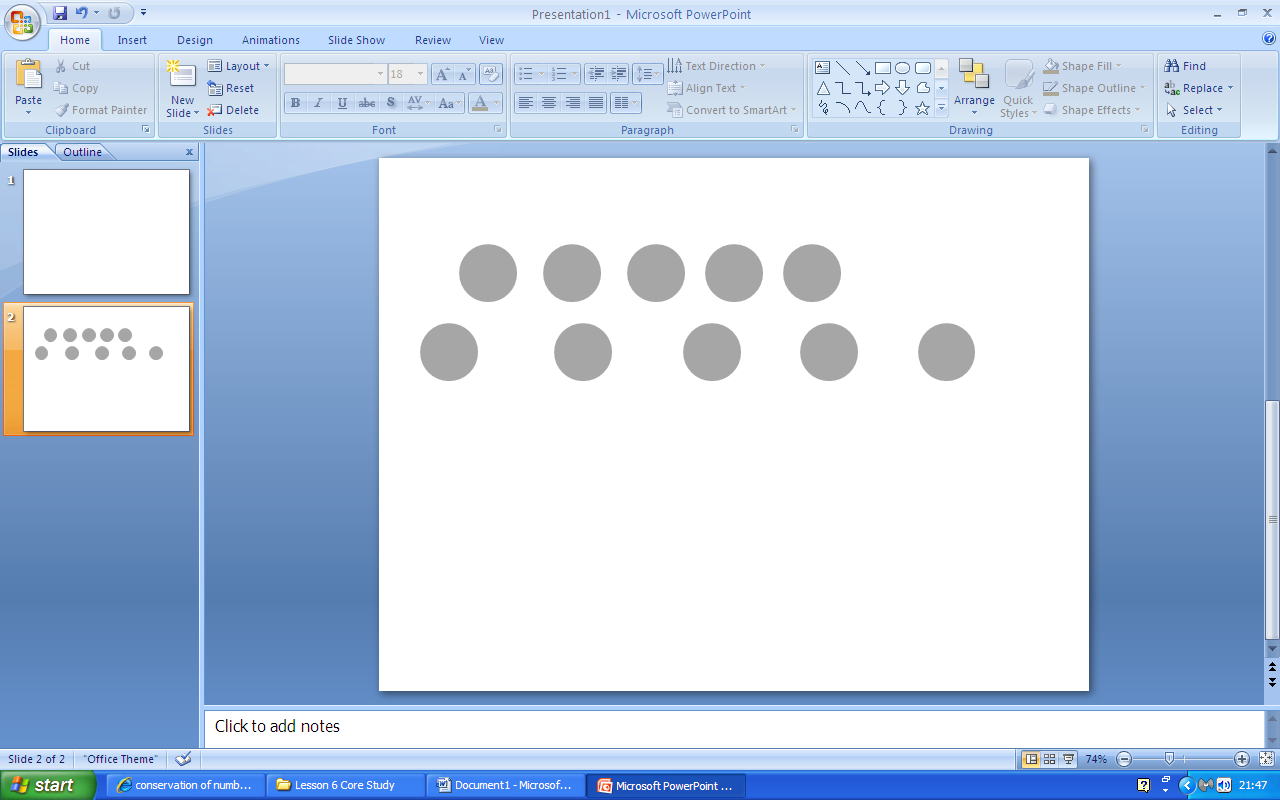 Presentation1 - Microsoft PowerPoint
Home Insert Design Animations Slide Show Review View
Paste
Cut
Copy
Format Painter
Clipboard
New
Slide
Layout
Reset
Delete
Slides
18
B I U abc S AV Aa A
Font
Text Direction
Align Text
Convert to SmartArt
Paragraph
Arrange
Quick
Styles
Shape Fill
Shape Outline
Shape Effects
Drawing
Find
Replace
Select
Editing
Slides Outline x
1
2
Click to add notes
Slide 2 of 2 "Office Theme" 74%
start conservation of numb... Lesson 6 Core Study Document1 - Microsof... Microsoft PowerPoint ... 21:47